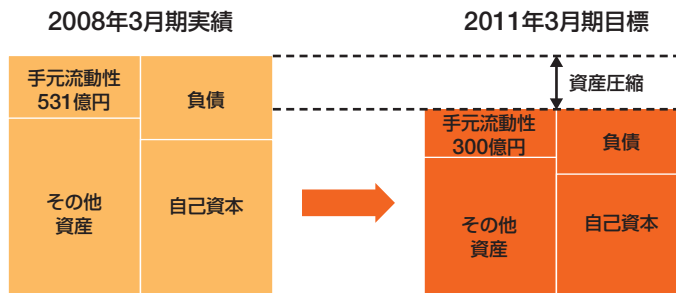 2008年3月期実績
2011年3月期目標
手元流動性
531億円
負債
その他
資産
自己資本
資産圧縮
手元流動性
300億円
負債
その他
資産
自己資本